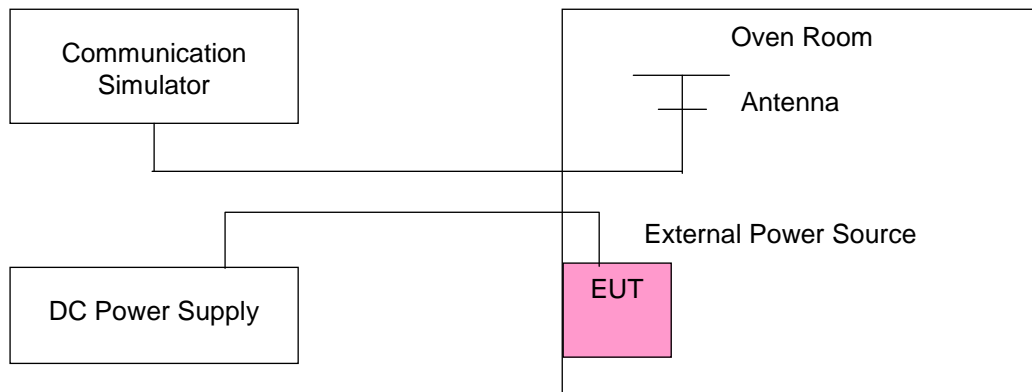 Communication
Simulator
Oven Room
Antenna
External Power Source
DC Power Supply
EUT